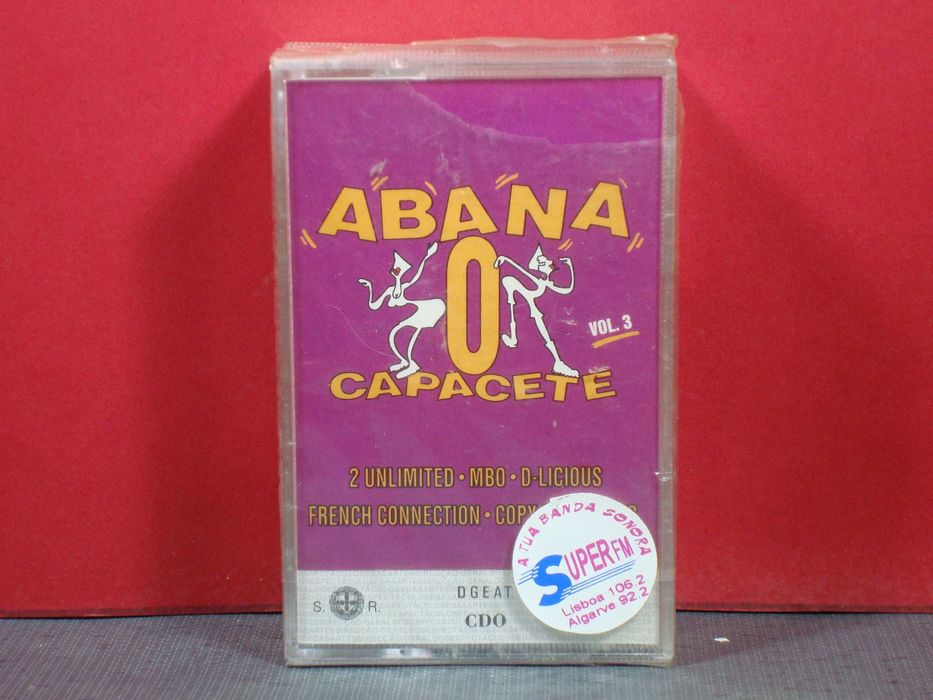 ABANA
O
CAPACETE
VOL. 3
2 UNLIMITED • MBO • D-LICIOUS
FRENCH CONNECTION • COPY
A TUA BANDA SONORA
SUPER FM
Lisboa 106.2
Algarve 92.2
S. R.
DGEAT
CDO